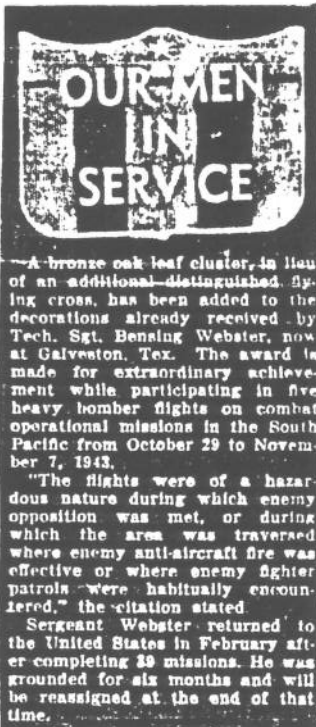 OUR MEN
IN
SERVICE
A bronze oak leaf cluster, in lieu
of an additional distinguished fly-
ing cross, has been added to the
decorations already received by
Tech. Sgt. Bensing Webster, now
at Galveston, Tex. The award is
made for extraordinary achieve-
ment while participating in five
heavy bomber flights on combat
operational missions in the South
Pacific from October 29 to Novem-
ber 7, 1943.
"The flights were of a hazar-
dous nature during which enemy
opposition was met, or during
which the area was traversed
where enemy anti-aircraft fire was
effective or where enemy fighter
patrols were habitually encoun-
tered," the citation stated.
Sergeant Webster returned to
the United States in February aft-
er completing 39 missions. He was
grounded for six months and will
be reassigned at the end of that
time.